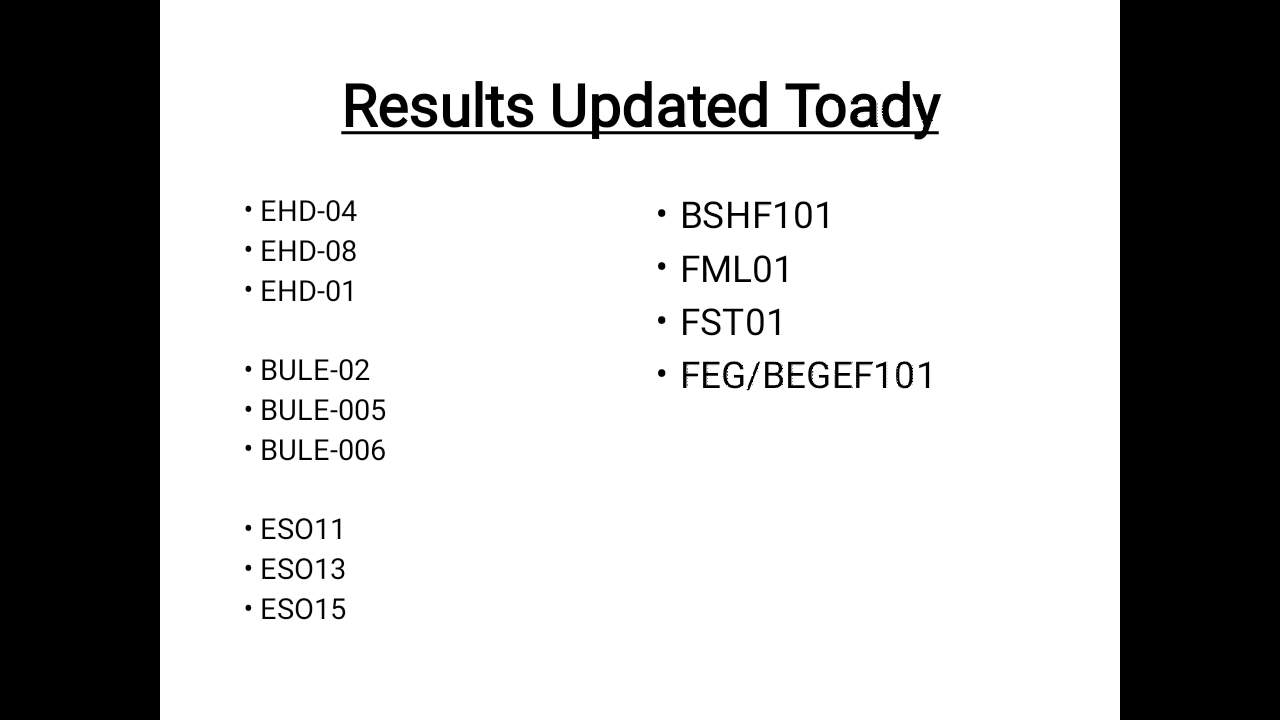 Results Updated Toady
• EHD-04
• EHD-08
• EHD-01
• BULE-02
• BULE-005
• BULE-006
• ESO11
• ESO13
• ESO15
• BSHF101
• FML01
• FST01
• FEG/BEGEF101